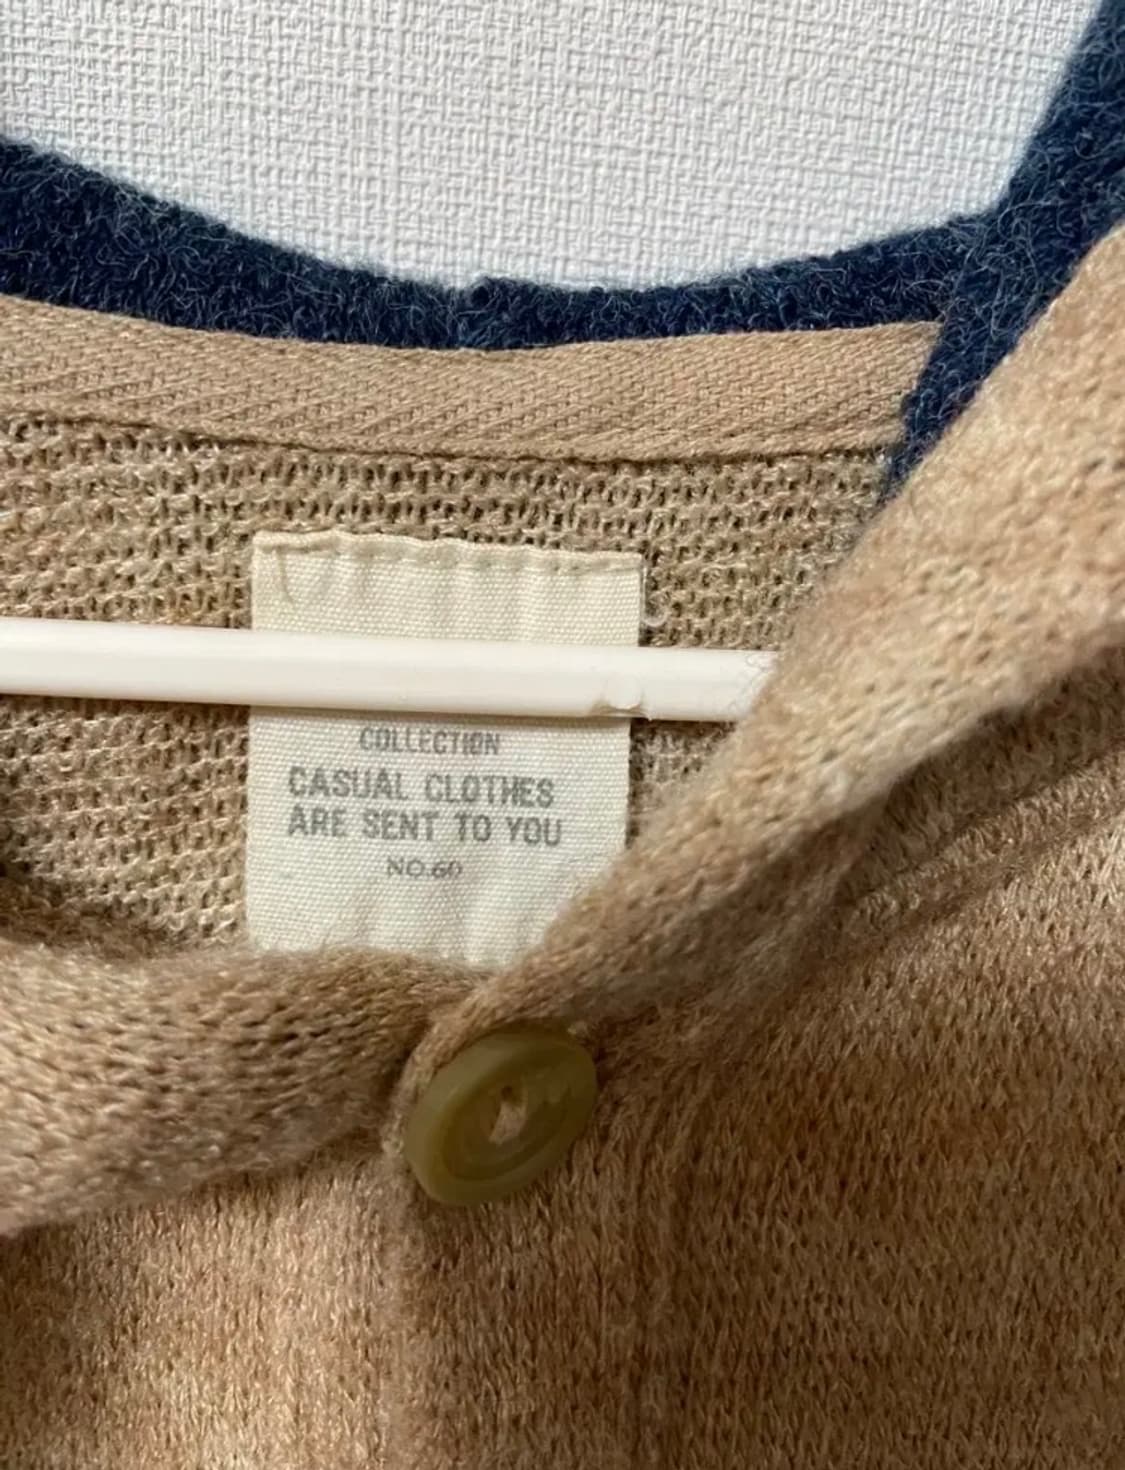 COLLECTION
CASUAL CLOTHES
ARE SENT TO YOU
NO.60